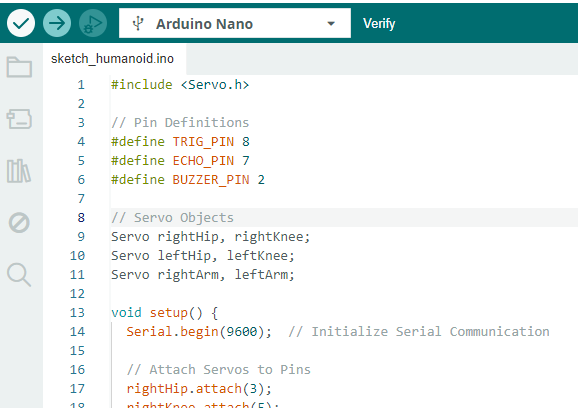 Arduino Nano Verify
sketch_humanoid.ino
1 #include <Servo.h>
2
3 // Pin Definitions
4 #define TRIG_PIN 8
5 #define ECHO_PIN 7
6 #define BUZZER_PIN 2
7
8 // Servo Objects
9 Servo rightHip, rightKnee;
10 Servo leftHip, leftKnee;
11 Servo rightArm, leftArm;
12
13 void setup() {
14 Serial.begin(9600);  // Initialize Serial Communication
15
16 // Attach Servos to Pins
17 rightHip.attach(3);
18 rightKnee.attach(5);